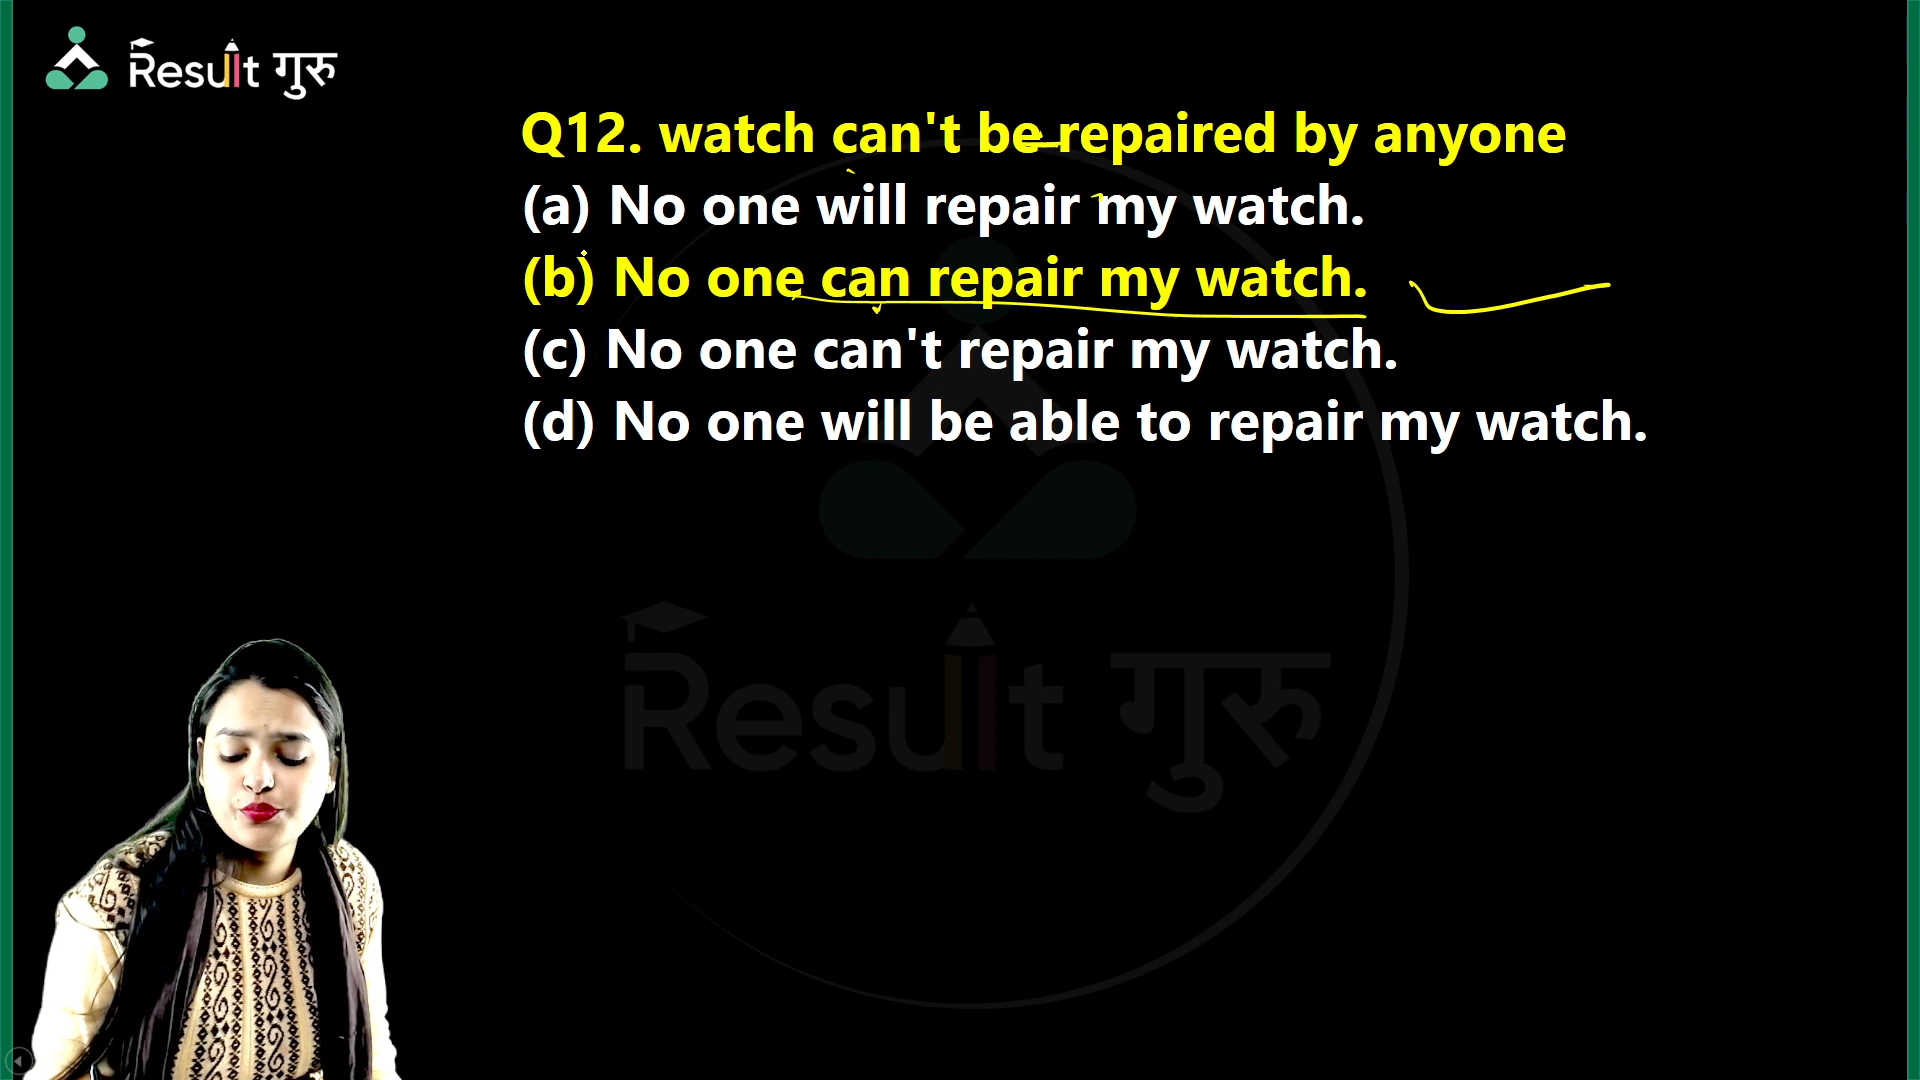 Result गुरु
Q12. watch can't be repaired by anyone
(a) No one will repair my watch.
(b) No one can repair my watch.
(c) No one can't repair my watch.
(d) No one will be able to repair my watch.
Result गुरु